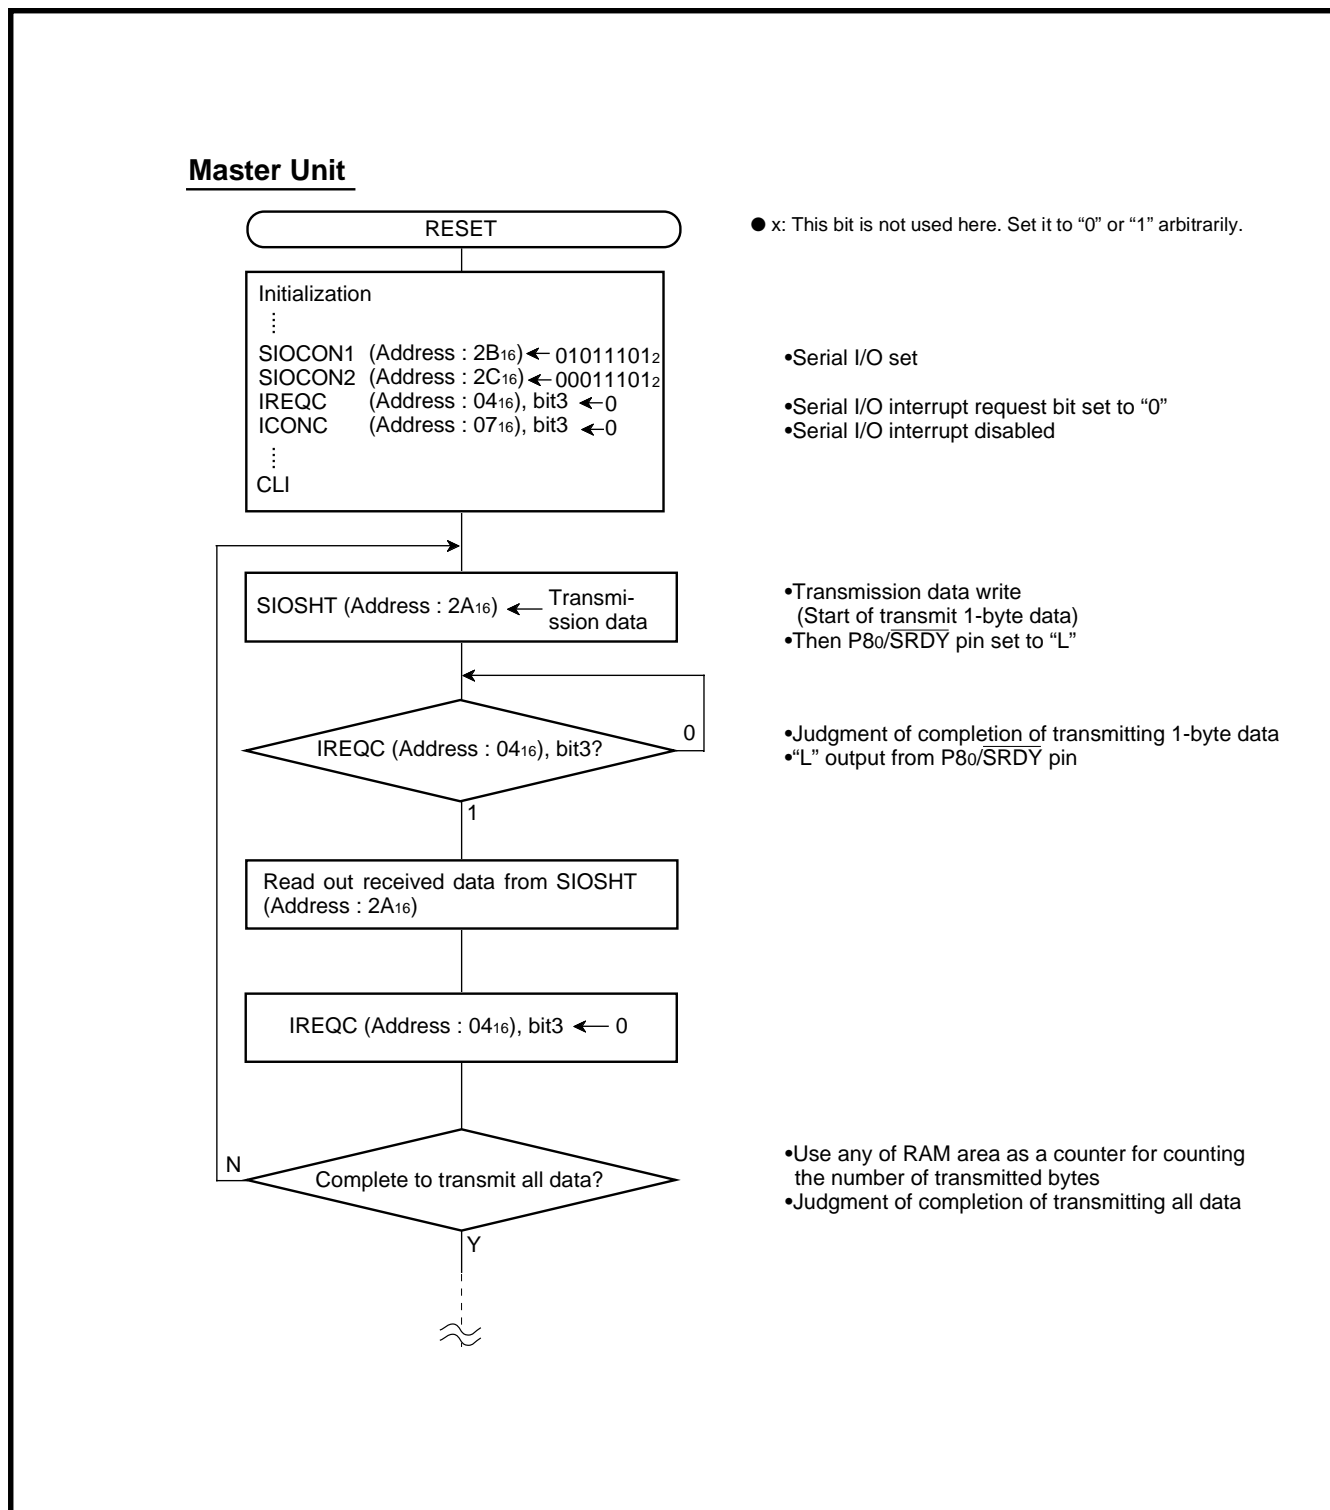 Master Unit
RESET
● x: This bit is not used here. Set it to “0” or “1” arbitrarily.
Initialization
⋮
SIOCON1 (Address : 2B₁₆) ← 01011101₂
SIOCON2 (Address : 2C₁₆) ← 00011101₂
IREQC (Address : 04₁₆), bit3 ← 0
ICONC (Address : 07₁₆), bit3 ← 0
⋮
CLI
•Serial I/O set
•Serial I/O interrupt request bit set to “0”
•Serial I/O interrupt disabled
SIOSHT (Address : 2A₁₆) ← Transmi-
ssion data
•Transmission data write
(Start of transmit 1-byte data)
•Then P8₀/S̅R̅D̅Y̅ pin set to “L”
IREQC (Address : 04₁₆), bit3?
0
1
•Judgment of completion of transmitting 1-byte data
•“L” output from P8₀/S̅R̅D̅Y̅ pin
Read out received data from SIOSHT
(Address : 2A₁₆)
IREQC (Address : 04₁₆), bit3 ← 0
N
Complete to transmit all data?
Y
•Use any of RAM area as a counter for counting
the number of transmitted bytes
•Judgment of completion of transmitting all data